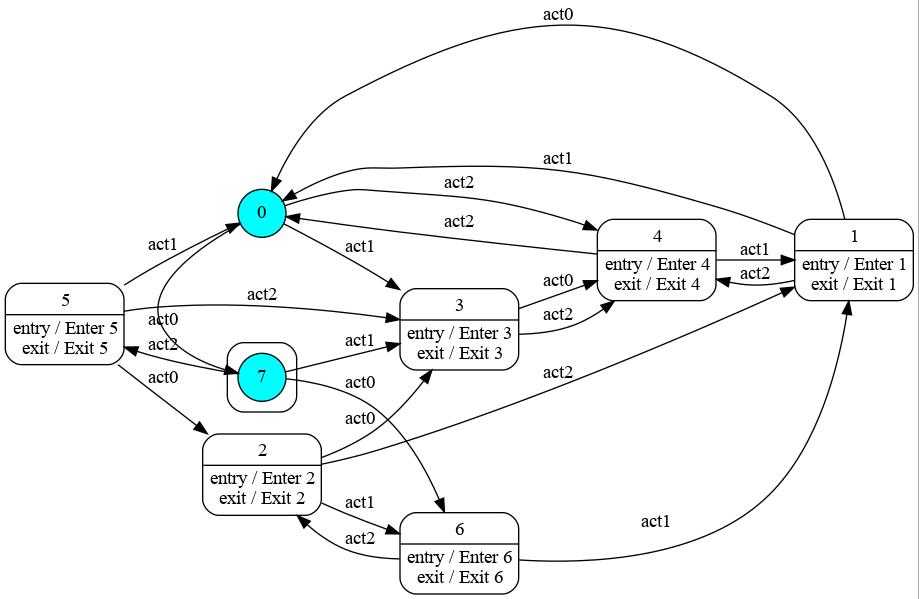 act0
act1
act2
0
act2
4
entry / Enter 4
exit / Exit 4
act1
act2
1
entry / Enter 1
exit / Exit 1
act1
act1
5
entry / Enter 5
exit / Exit 5
act2
act0
act2
act0
3
entry / Enter 3
exit / Exit 3
act0
act2
7
act1
act0
act2
act0
2
entry / Enter 2
exit / Exit 2
act1
act2
6
entry / Enter 6
exit / Exit 6
act1